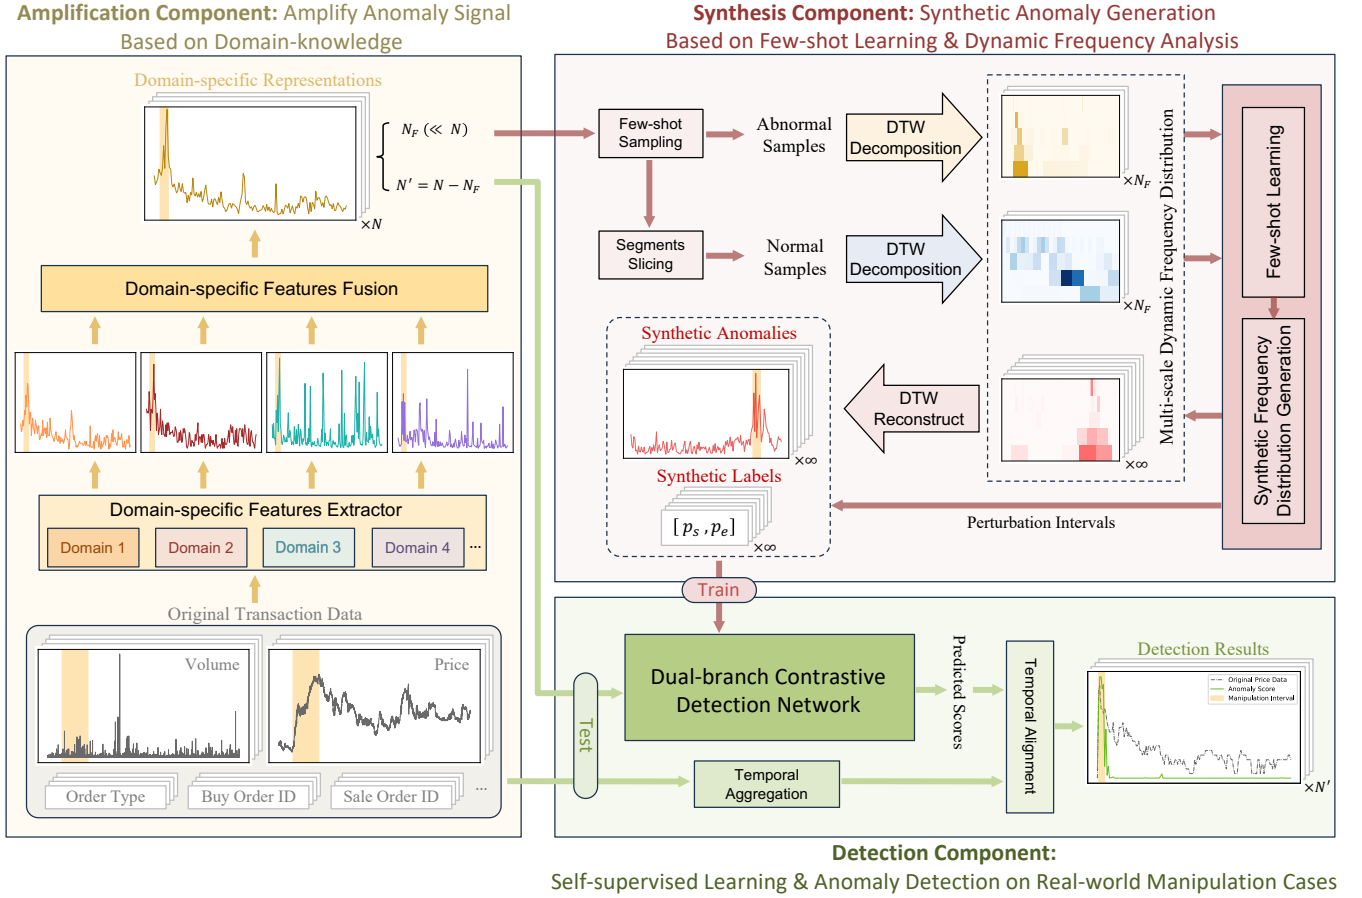 Amplification Component: Amplify Anomaly Signal
Based on Domain-knowledge
Domain-specific Representations
N_F (≪ N)
N′ = N − N_F
×N
Domain-specific Features Fusion
Domain-specific Features Extractor
Domain 1
Domain 2
Domain 3
Domain 4
...
Original Transaction Data
Volume
Price
Order Type
Buy Order ID
Sale Order ID
...
Synthesis Component: Synthetic Anomaly Generation
Based on Few-shot Learning & Dynamic Frequency Analysis
Few-shot
Sampling
Abnormal
Samples
DTW
Decomposition
×N_F
Segments
Slicing
Normal
Samples
DTW
Decomposition
×N_F
Multi-scale Dynamic Frequency Distribution
Few-shot Learning
Synthetic Frequency
Distribution Generation
Synthetic Anomalies
×∞
DTW
Reconstruct
×∞
Synthetic Labels
[ p_s , p_e ]
×∞
Perturbation Intervals
Train
Test
Dual-branch Contrastive
Detection Network
Predicted Scores
Temporal
Aggregation
Temporal Alignment
Detection Results
Original Price Data
Anomaly Score
Manipulation Interval
×N′
Detection Component:
Self-supervised Learning & Anomaly Detection on Real-world Manipulation Cases